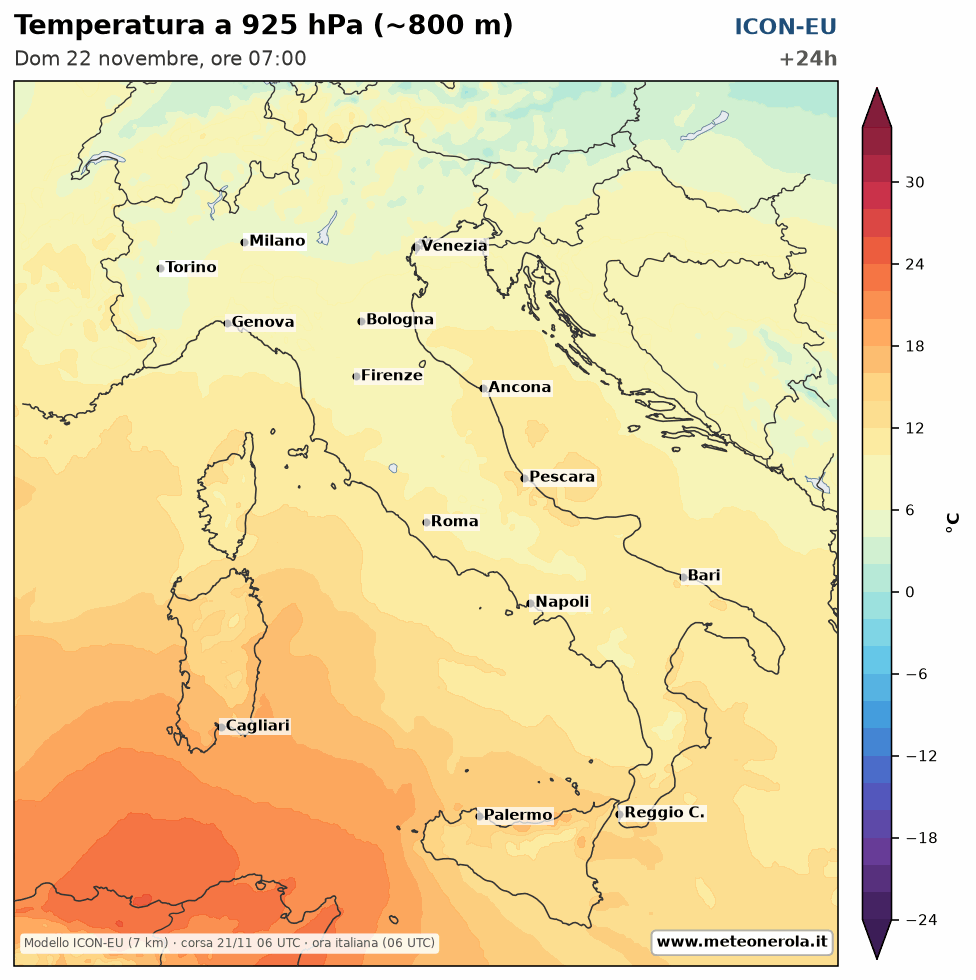 Temperatura a 925 hPa (~800 m)
ICON-EU
Dom 22 novembre, ore 07:00
+24h
Milano
Venezia
Torino
Genova
Bologna
Firenze
Ancona
Pescara
Roma
Bari
Napoli
Cagliari
Palermo
Reggio C.
30
24
18
12
6
0
−6
−12
−18
−24
°C
Modello ICON-EU (7 km) · corsa 21/11 06 UTC · ora italiana (06 UTC)
www.meteonerola.it